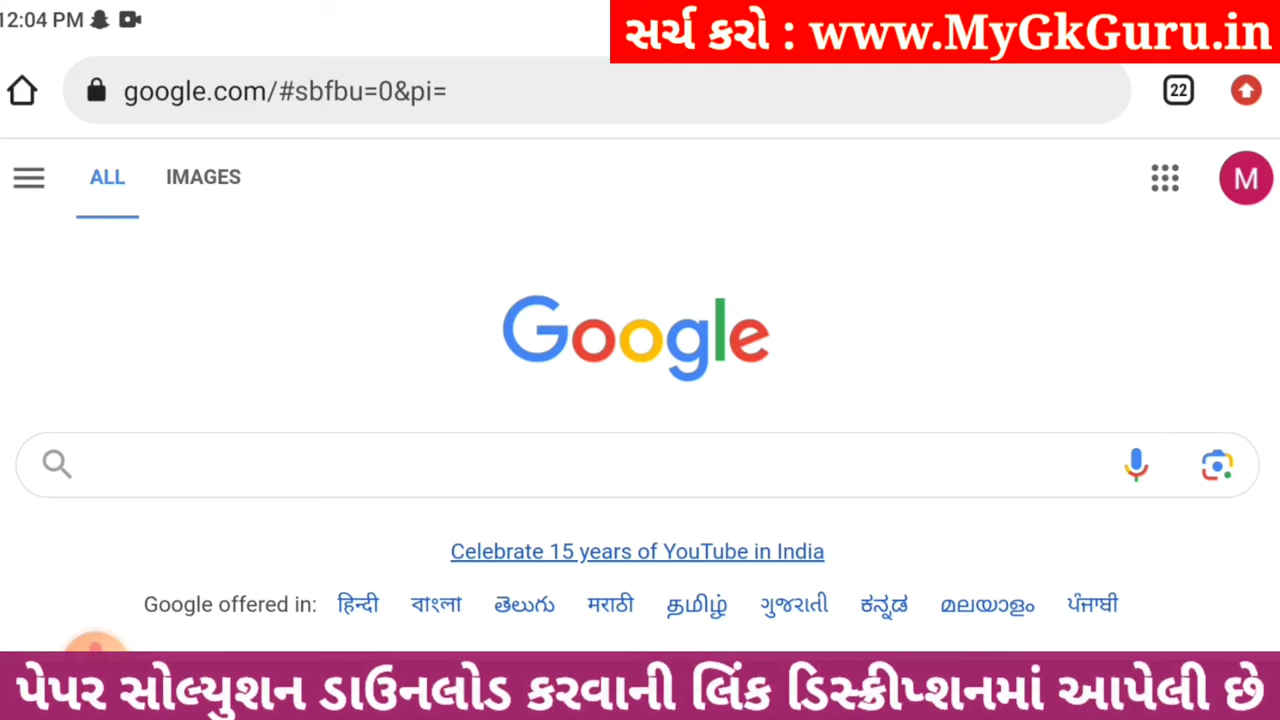 12:04 PM
સર્ચ કરો : www.MyGkGuru.in
google.com/#sbfbu=0&pi=
22
ALL IMAGES
M
Google
Celebrate 15 years of YouTube in India
Google offered in: हिन्दी বাংলা తెలుగు मराठी தமிழ் ગુજરાતી ಕನ್ನಡ മലയാളം ਪੰਜਾਬੀ
પેપર સોલ્યુશન ડાઉનલોડ કરવાની લિંક ડિસ્ક્રીપ્શનમાં આપેલી છે